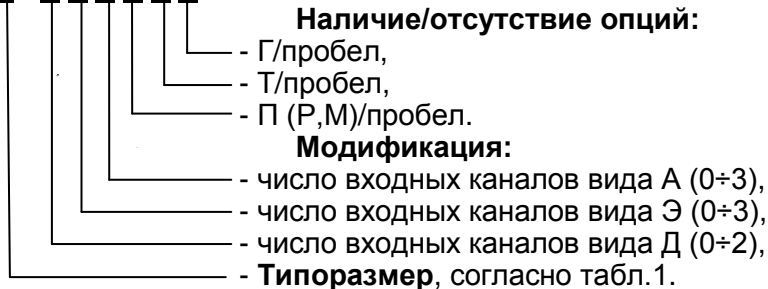 Наличие/отсутствие опций:
- Г/пробел,
- Т/пробел,
- П (Р,М)/пробел.
Модификация:
- число входных каналов вида А (0÷3),
- число входных каналов вида Э (0÷3),
- число входных каналов вида Д (0÷2),
- Типоразмер, согласно табл.1.